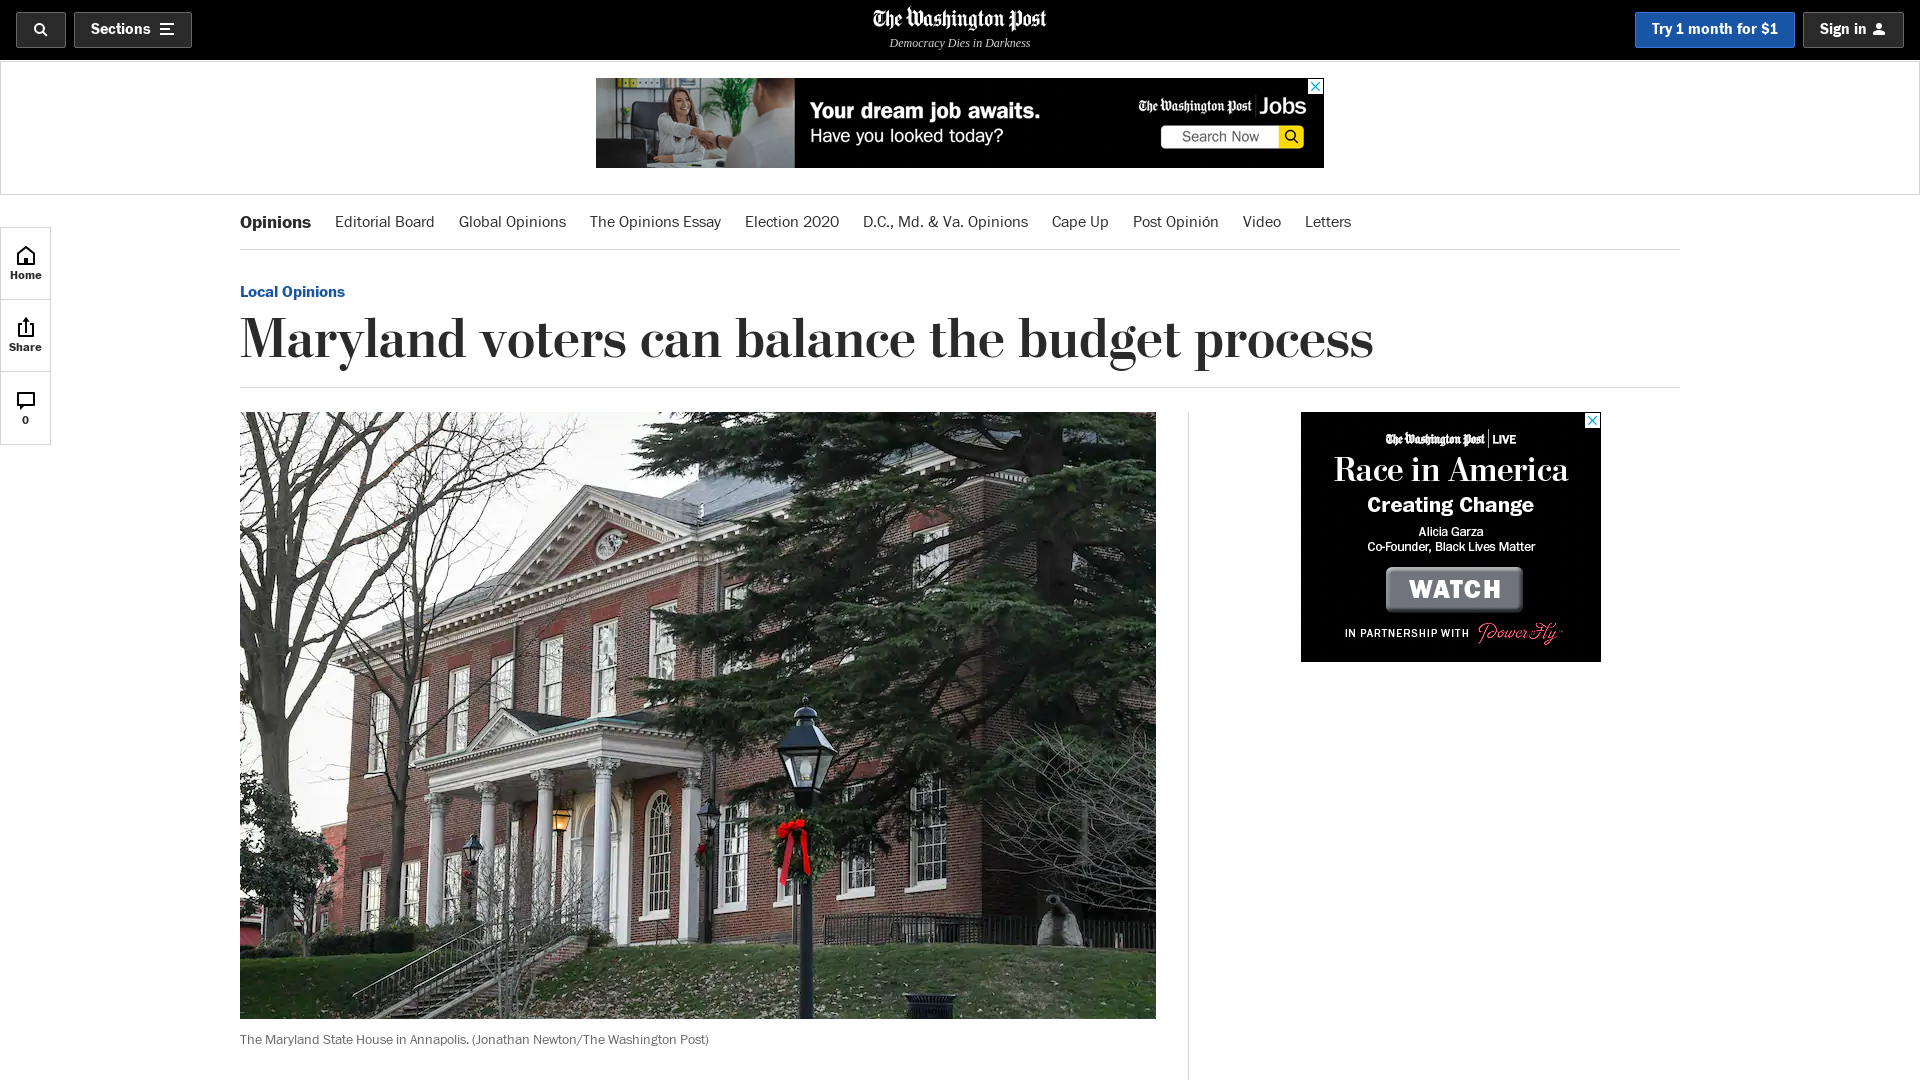 Sections
The Washington Post
Democracy Dies in Darkness
Try 1 month for $1
Sign in
Your dream job awaits.
Have you looked today?
The Washington Post Jobs
Search Now
Opinions Editorial Board Global Opinions The Opinions Essay Election 2020 D.C., Md. & Va. Opinions Cape Up Post Opinión Video Letters
Home
Share
0
Local Opinions
Maryland voters can balance the budget process
The Washington Post LIVE
Race in America
Creating Change
Alicia Garza
Co-Founder, Black Lives Matter
WATCH
IN PARTNERSHIP WITH PowerToFly
The Maryland State House in Annapolis. (Jonathan Newton/The Washington Post)